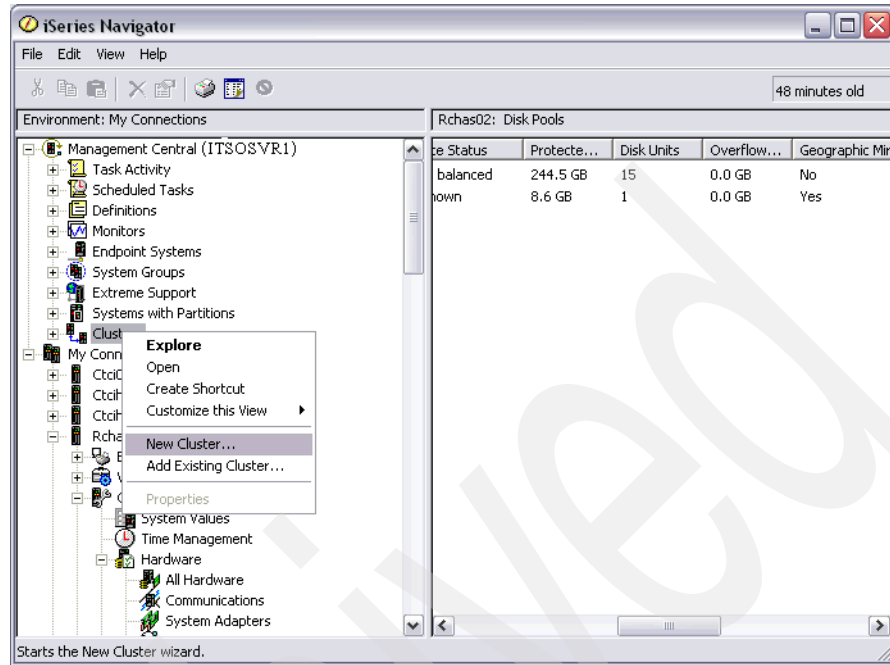 iSeries Navigator
File Edit View Help
48 minutes old
Environment: My Connections
Rchas02: Disk Pools
Management Central (ITSOSVR1)
Task Activity
Scheduled Tasks
Definitions
Monitors
Endpoint Systems
System Groups
Extreme Support
Systems with Partitions
Clust
My Conn
Rcha
System Values
Time Management
Hardware
All Hardware
Communications
System Adapters
Explore
Open
Create Shortcut
Customize this View
New Cluster...
Add Existing Cluster...
Properties
ce Status Protecte... Disk Units Overflow... Geographic Mir
balanced 244.5 GB 15 0.0 GB No
nown 8.6 GB 1 0.0 GB Yes
Starts the New Cluster wizard.